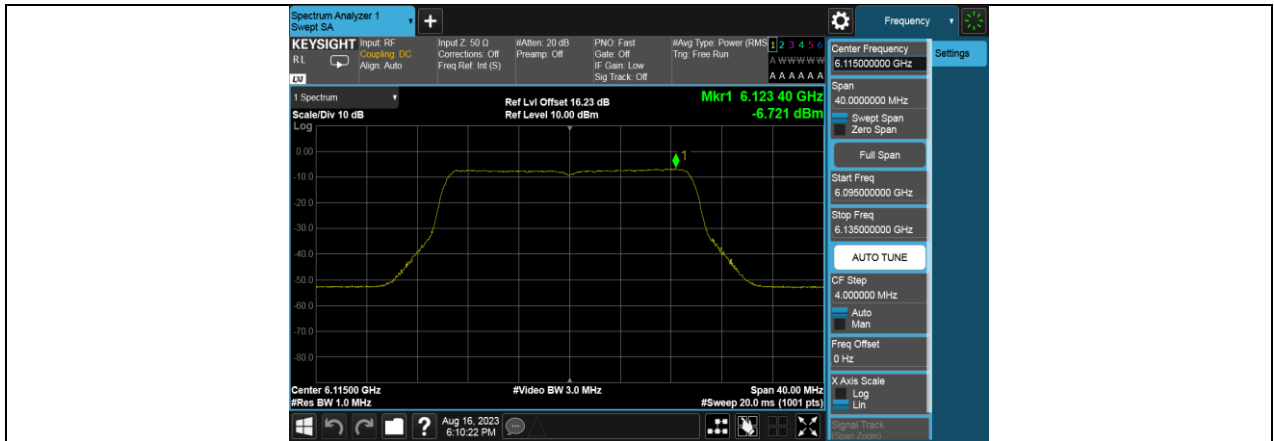 Spectrum Analyzer 1
Swept SA
Frequency
KEYSIGHT
RL
LXI
Input: RF
Coupling: DC
Align: Auto
Input Z: 50 Ω
Corrections: Off
Freq Ref: Int (S)
#Atten: 20 dB
Preamp: Off
PNO: Fast
Gate: Off
IF Gain: Low
Sig Track: Off
#Avg Type: Power (RMS
Trig: Free Run
1 2 3 4 5 6
A W W W W W
A A A A A A
1 Spectrum
Scale/Div 10 dB
Ref Lvl Offset 16.23 dB
Ref Level 10.00 dBm
Mkr1 6.123 40 GHz
-6.721 dBm
Log
1
0.00
-10.0
-20.0
-30.0
-40.0
-50.0
-60.0
-70.0
-80.0
Center 6.11500 GHz
#Res BW 1.0 MHz
#Video BW 3.0 MHz
Span 40.00 MHz
#Sweep 20.0 ms (1001 pts)
?
Aug 16, 2023
6:10:22 PM
Settings
Center Frequency
6.115000000 GHz
Span
40.0000000 MHz
Swept Span
Zero Span
Full Span
Start Freq
6.095000000 GHz
Stop Freq
6.135000000 GHz
AUTO TUNE
CF Step
4.000000 MHz
Auto
Man
Freq Offset
0 Hz
X Axis Scale
Log
Lin
Signal Track
(Span Zoom)